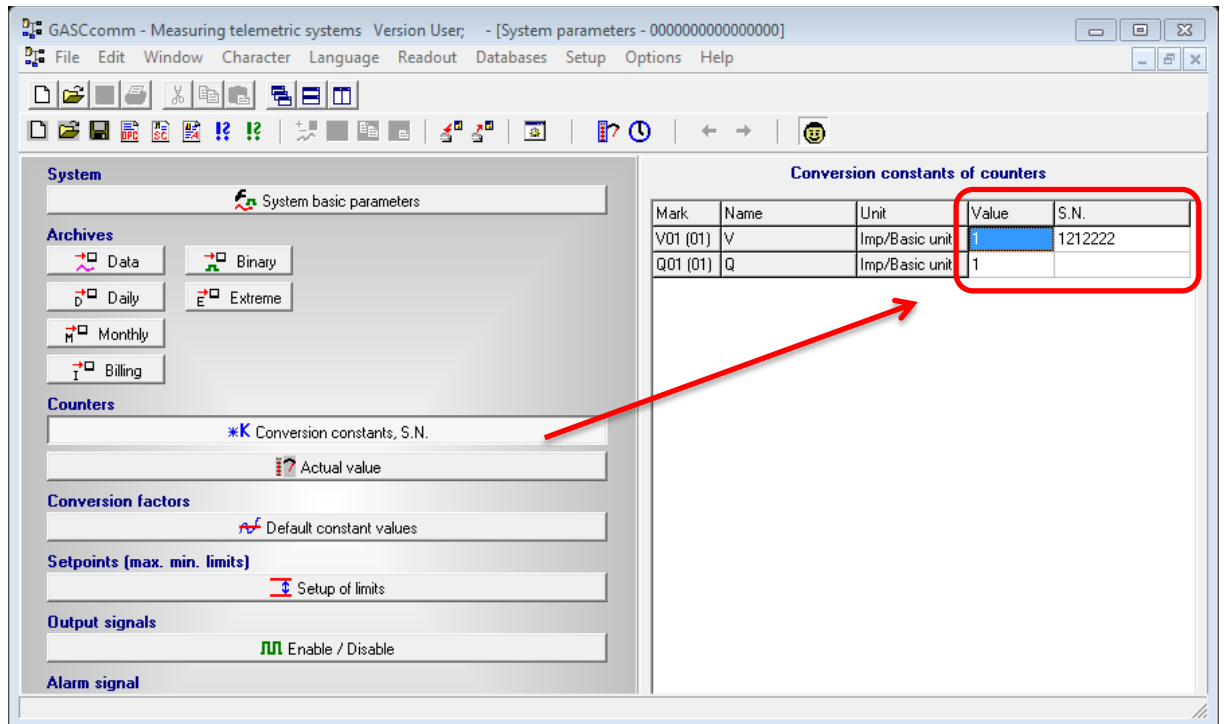 GASCcomm - Measuring telemetric systems Version User; - [System parameters - 0000000000000000]
File Edit Window Character Language Readout Databases Setup Options Help
System
System basic parameters
Archives
Data Binary
Daily Extreme
Monthly
Billing
Counters
Conversion constants, S.N.
Actual value
Conversion factors
Default constant values
Setpoints (max. min. limits)
Setup of limits
Output signals
Enable / Disable
Alarm signal
Conversion constants of counters
Mark Name Unit Value S.N.
V01 (01) V Imp/Basic unit 1 1212222
Q01 (01) Q Imp/Basic unit 1